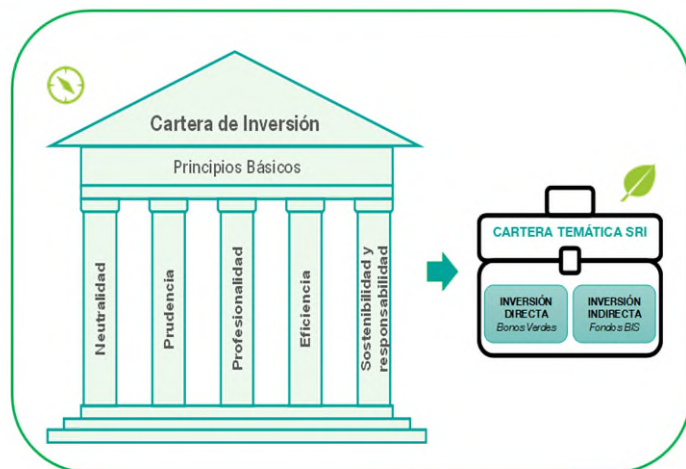 Cartera de Inversión
Principios Básicos
Neutralidad
Prudencia
Profesionalidad
Eficiencia
Sostenibilidad y
responsabilidad
CARTERA TEMÁTICA SRI
INVERSIÓN
DIRECTA
Bonos Verdes
INVERSIÓN
INDIRECTA
Fondos BIS